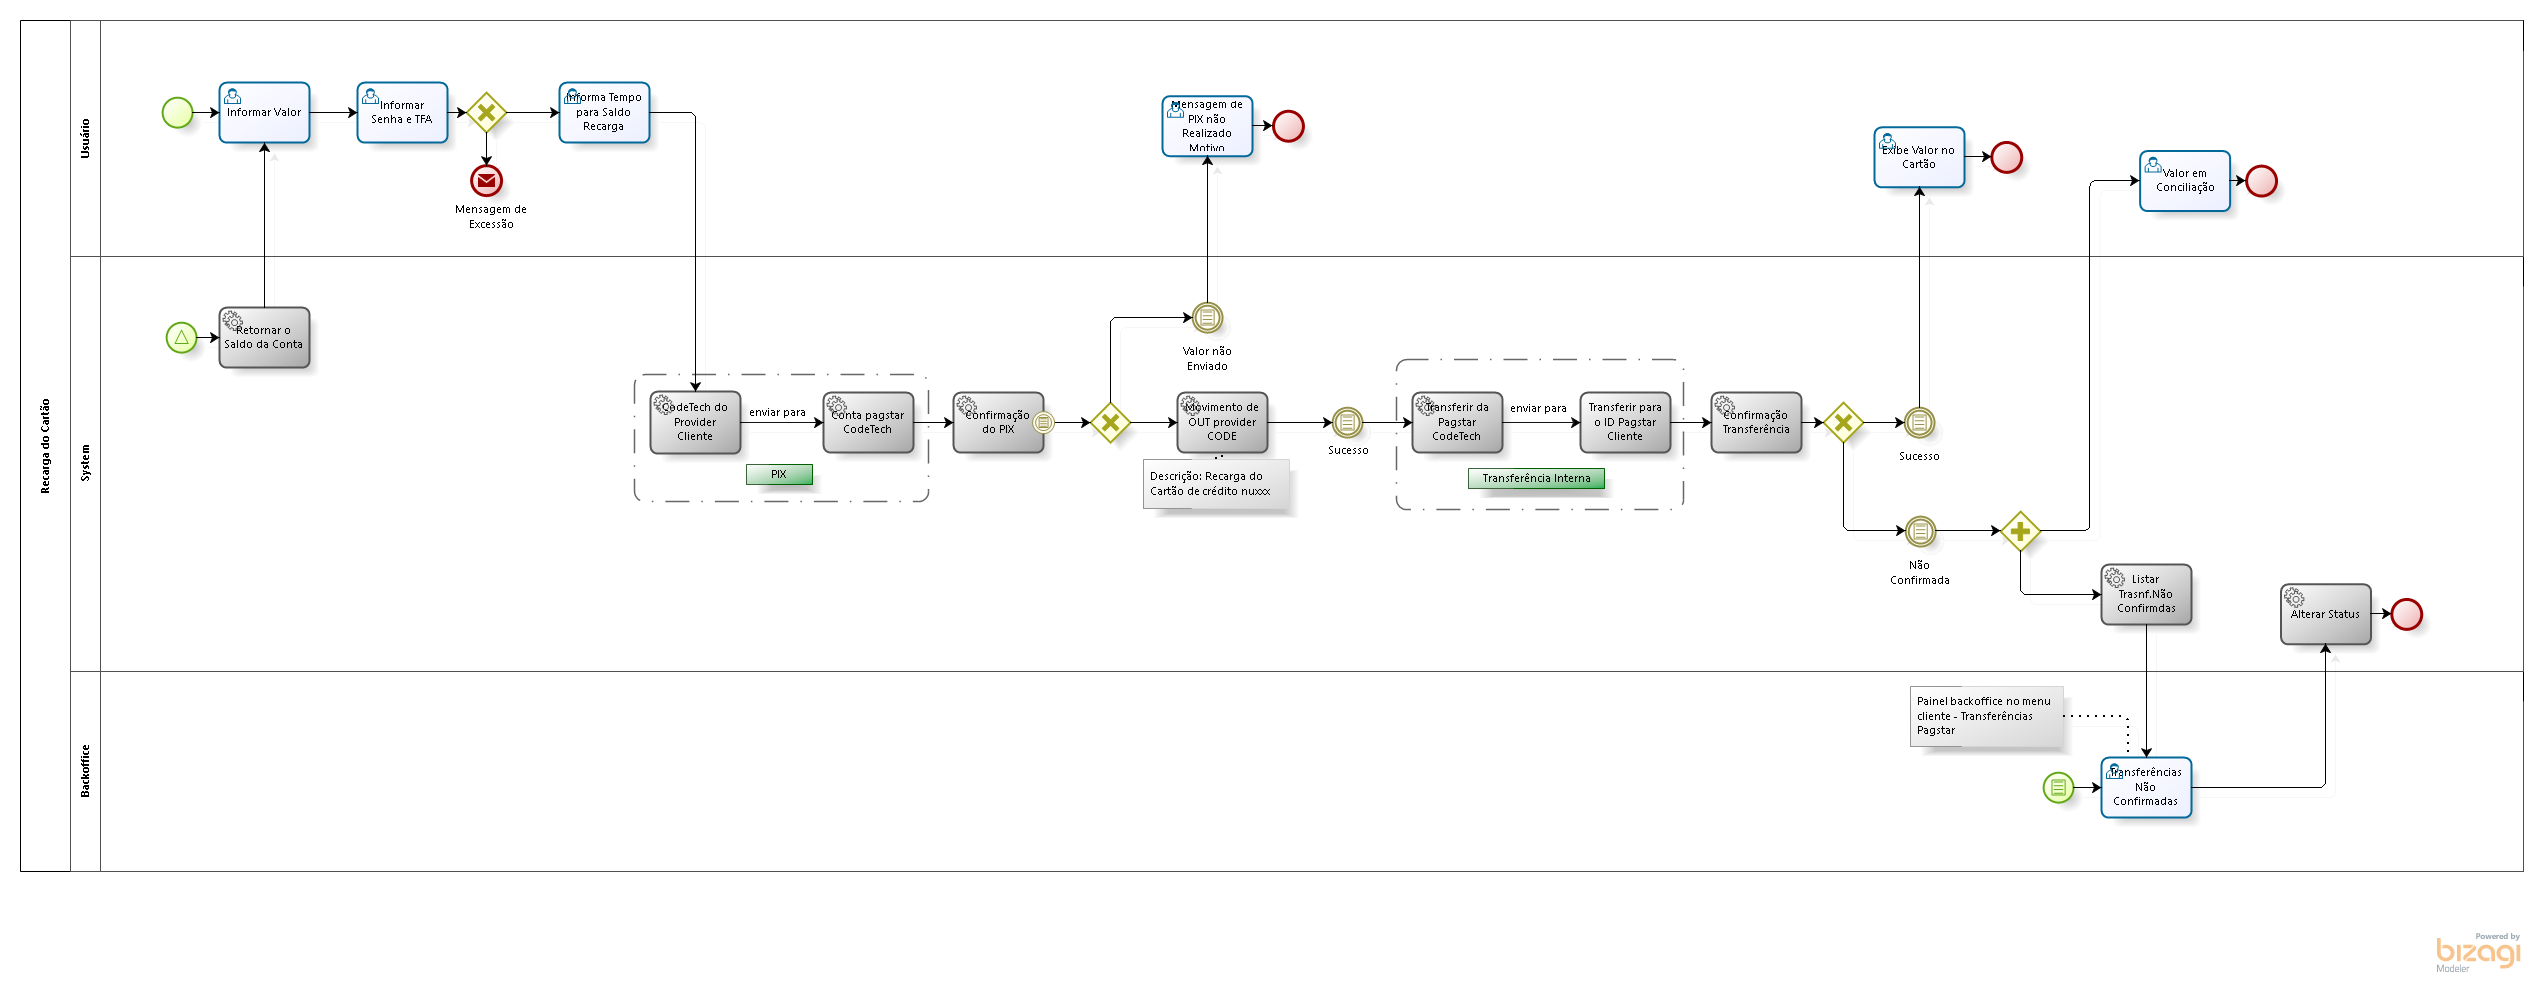 Recarga do Cartão
Usuário
Informar Valor
Informar
Senha e TFA
Mensagem de
Excessão
Informa Tempo
para Saldo
Recarga
Mensagem de
PIX não
Realizado
Motivo
Exibe Valor no
Cartão
Valor em
Conciliação
System
Retornar o
Saldo da Conta
CodeTech do
Provider
Cliente
enviar para
Conta pagstar
CodeTech
PIX
Confirmação
do PIX
Valor não
Enviado
Movimento de
OUT provider
CODE
Descrição: Recarga do
Cartão de crédito nuxxx
Sucesso
Transferir da
Pagstar
CodeTech
enviar para
Transferir para
o ID Pagstar
Cliente
Transferência Interna
Confirmação
Transferência
Sucesso
Não
Confirmada
Listar
Trasnf.Não
Confirmdas
Alterar Status
Backoffice
Painel backoffice no menu
cliente - Transferências
Pagstar
Transferências
Não
Confirmadas
Powered by
bizagi
Modeler